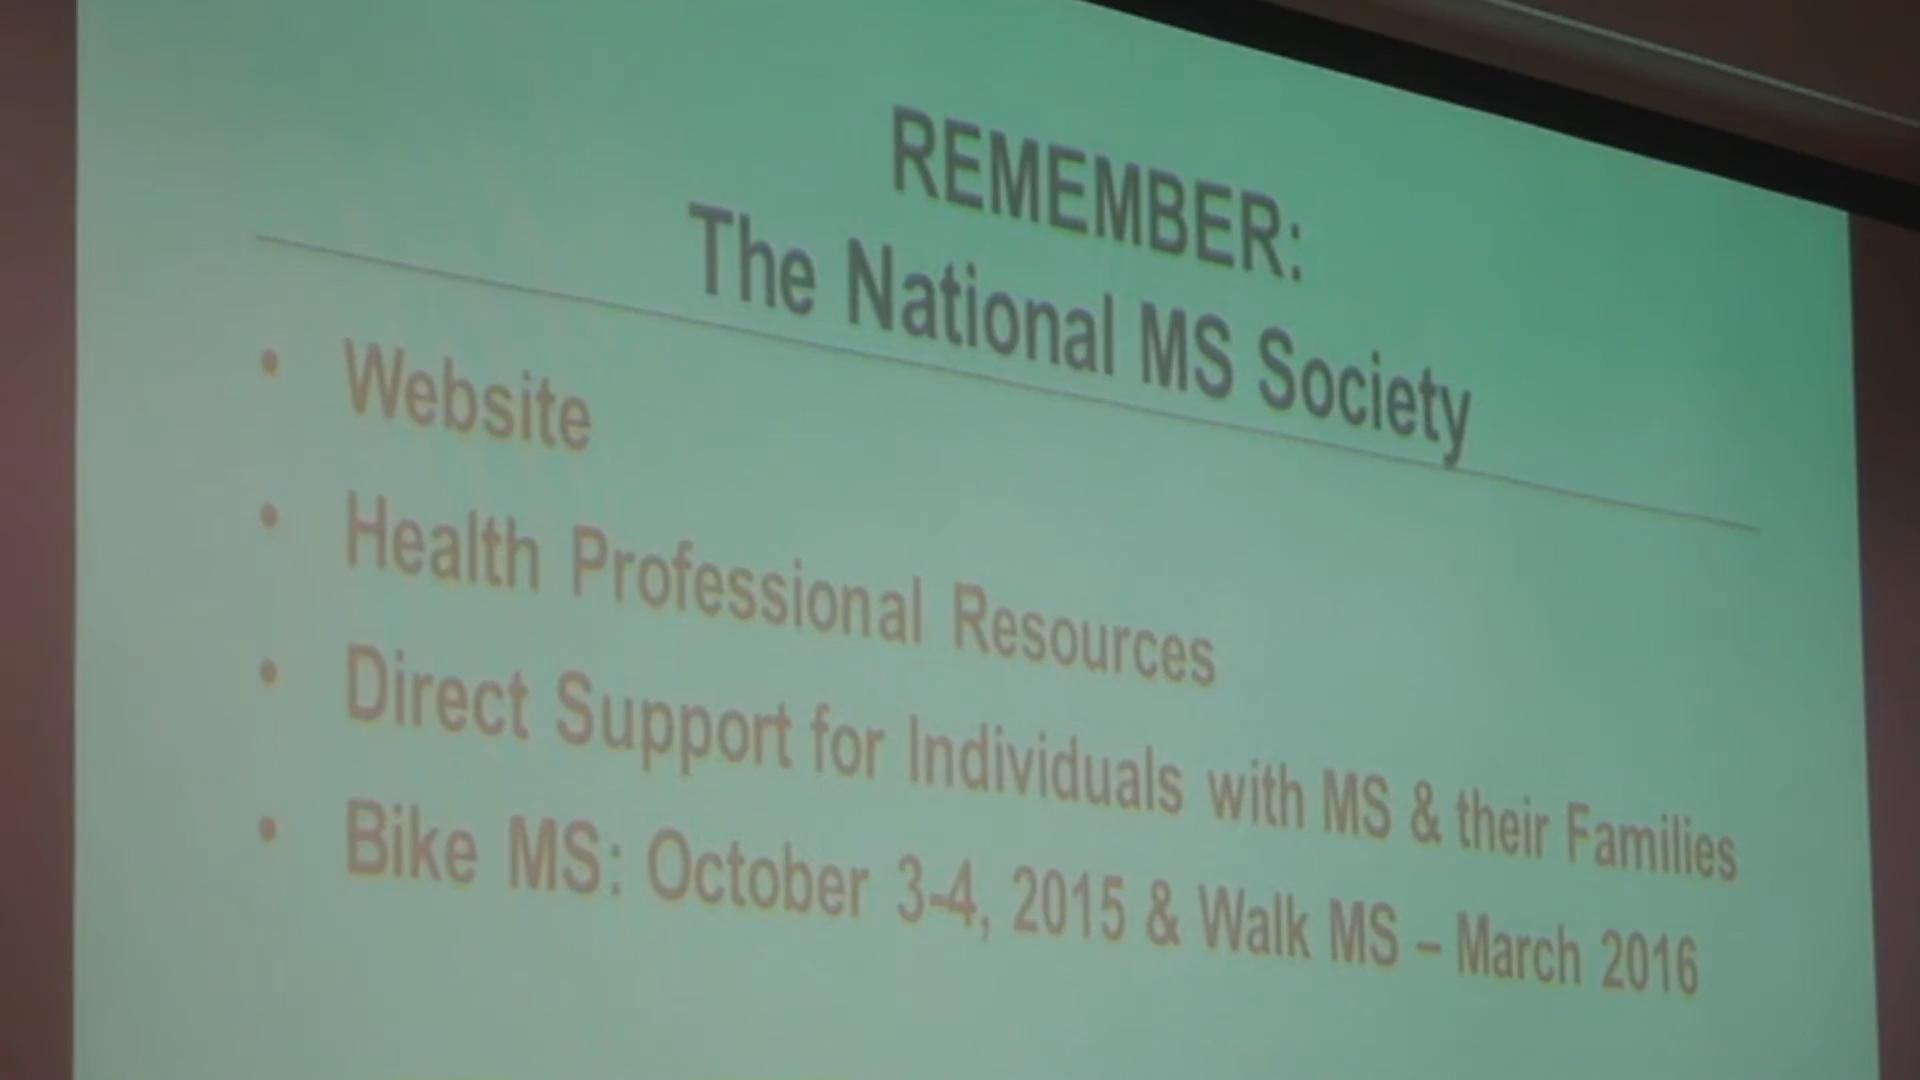 REMEMBER:
The National MS Society
• Website
• Health Professional Resources
• Direct Support for Individuals with MS & their Families
• Bike MS: October 3-4, 2015 & Walk MS – March 2016